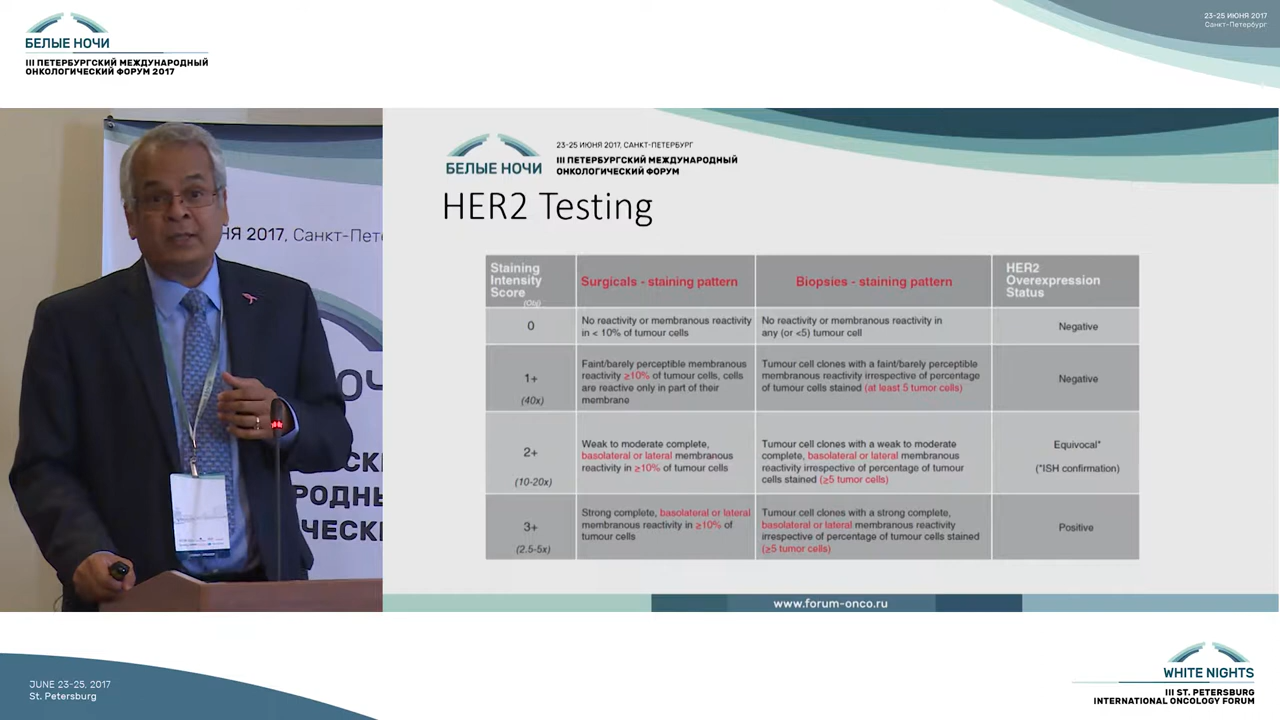 БЕЛЫЕ НОЧИ
III ПЕТЕРБУРГСКИЙ МЕЖДУНАРОДНЫЙ
ОНКОЛОГИЧЕСКИЙ ФОРУМ 2017
23-25 ИЮНЯ 2017
Санкт-Петербург
НЯ 2017, Санкт-Пете
23-25 ИЮНЯ 2017, САНКТ-ПЕТЕРБУРГ
БЕЛЫЕ НОЧИ
III ПЕТЕРБУРГСКИЙ МЕЖДУНАРОДНЫЙ
ОНКОЛОГИЧЕСКИЙ ФОРУМ
HER2 Testing
Staining
Intensity
Score
(Obj)
Surgicals - staining pattern
Biopsies - staining pattern
HER2
Overexpression
Status
0
No reactivity or membranous reactivity
in < 10% of tumour cells
No reactivity or membranous reactivity in
any (or <5) tumour cell
Negative
1+
(40x)
Faint/barely perceptible membranous
reactivity ≥10% of tumour cells, cells
are reactive only in part of their
membrane
Tumour cell clones with a faint/barely perceptible
membranous reactivity irrespective of percentage
of tumour cells stained (at least 5 tumor cells)
Negative
2+
(10-20x)
Weak to moderate complete,
basolateral or lateral membranous
reactivity in ≥10% of tumour cells
Tumour cell clones with a weak to moderate
complete, basolateral or lateral membranous
reactivity irrespective of percentage of tumour
cells stained (≥5 tumor cells)
Equivocal*
(*ISH confirmation)
3+
(2.5-5x)
Strong complete, basolateral or lateral
membranous reactivity in ≥10% of
tumour cells
Tumour cell clones with a strong complete,
basolateral or lateral membranous reactivity
irrespective of percentage of tumour cells stained
(≥5 tumor cells)
Positive
www.forum-onco.ru
JUNE 23-25, 2017
St. Petersburg
WHITE NIGHTS
III ST. PETERSBURG
INTERNATIONAL ONCOLOGY FORUM